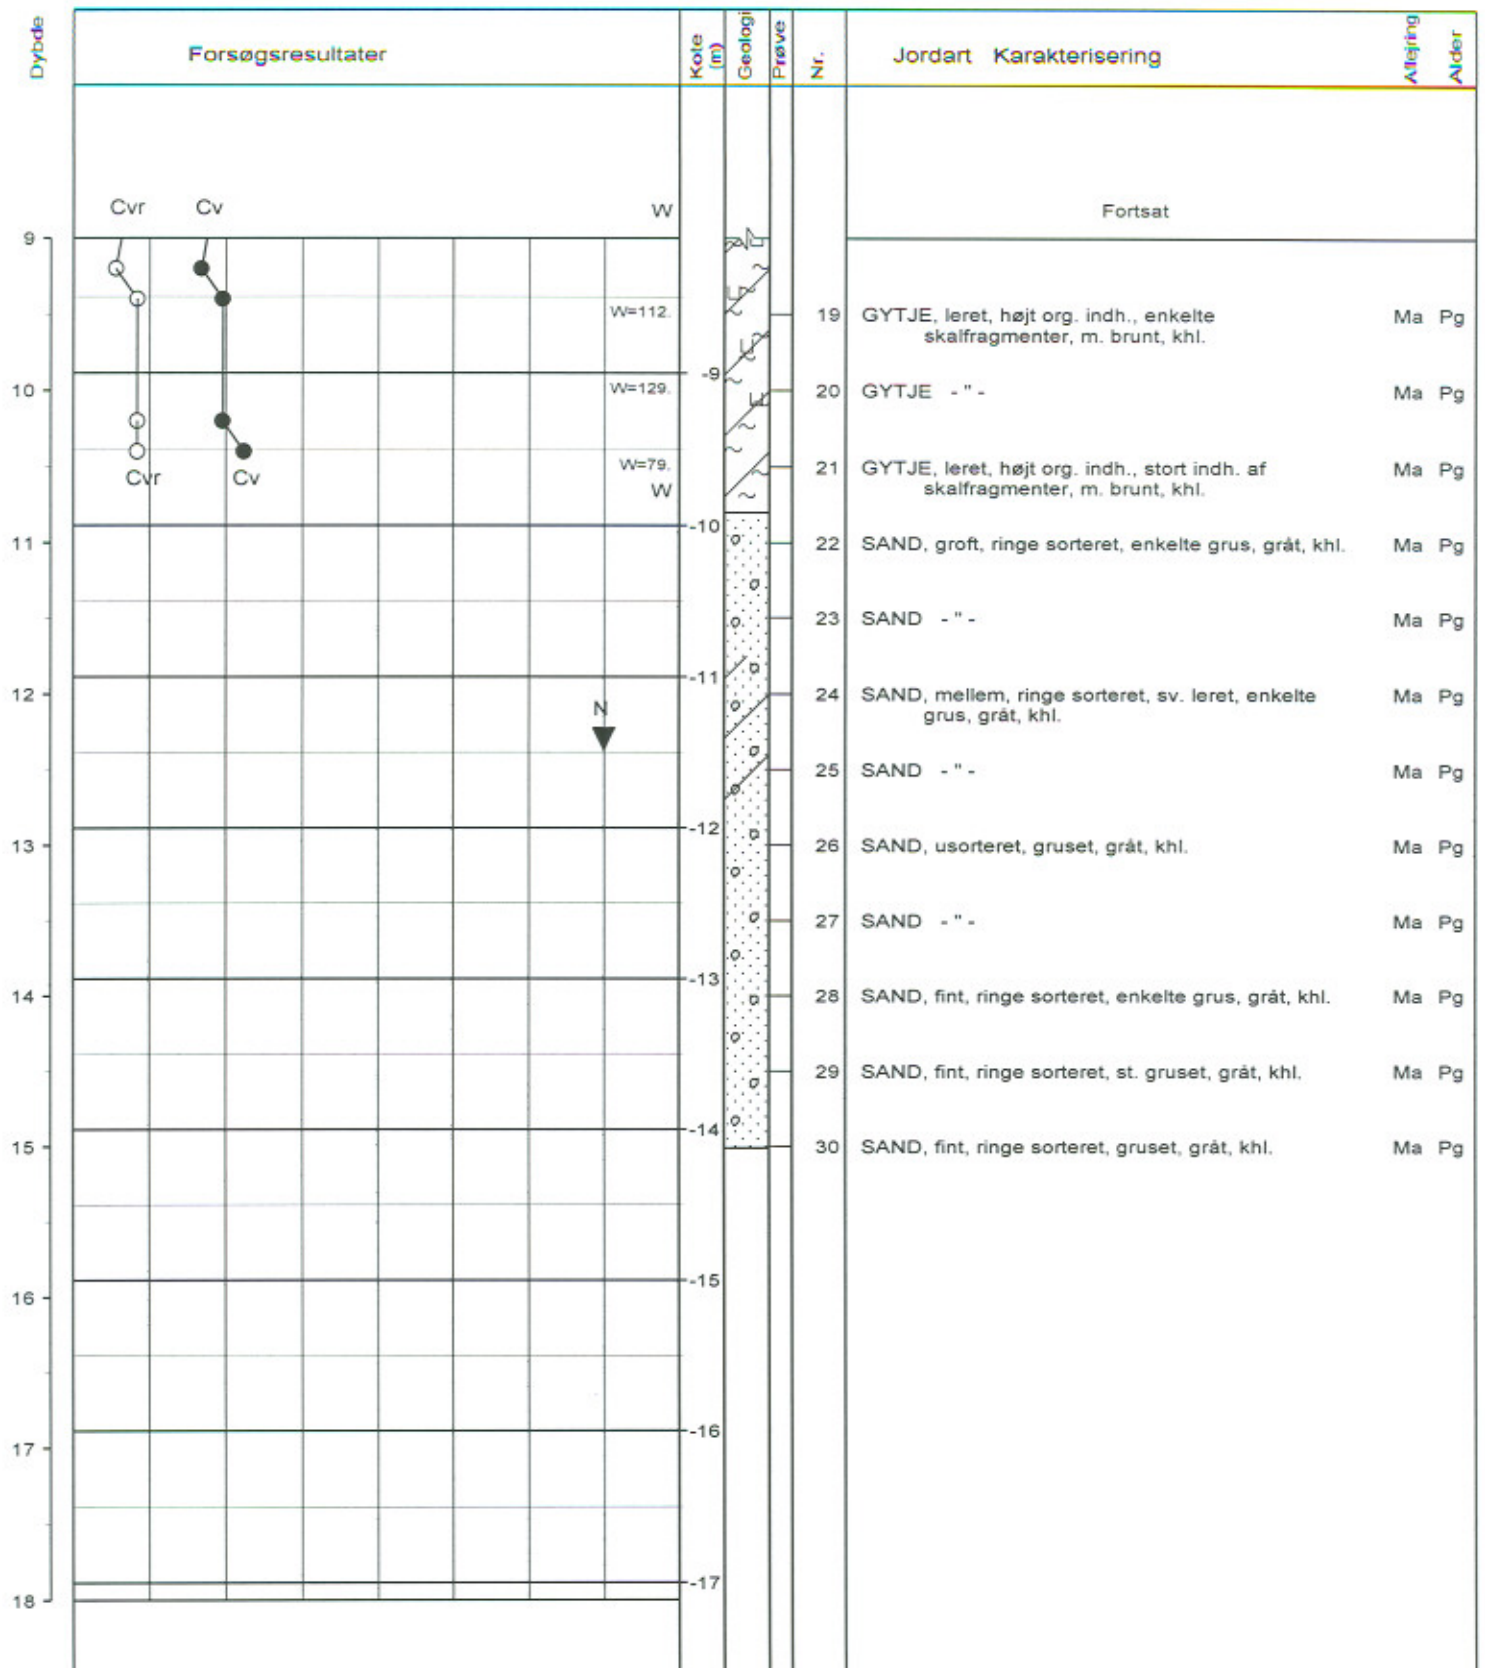 Dybde
Forsøgsresultater
Kote (m)
Geologi
Prøve
Nr.
Jordart Karakterisering
Aflejring
Alder
Cvr Cv W
Fortsat
9
W=112.
19 GYTJE, leret, højt org. indh., enkelte Ma Pg
skalfragmenter, m. brunt, khl.
-9
10 W=129. 20 GYTJE - " - Ma Pg
W=79. 21 GYTJE, leret, højt org. indh., stort indh. af Ma Pg
skalfragmenter, m. brunt, khl.
Cvr Cv W
-10
11 22 SAND, groft, ringe sorteret, enkelte grus, gråt, khl. Ma Pg
23 SAND - " - Ma Pg
-11
12 24 SAND, mellem, ringe sorteret, sv. leret, enkelte Ma Pg
grus, gråt, khl.
N
25 SAND - " - Ma Pg
-12
13 26 SAND, usorteret, gruset, gråt, khl. Ma Pg
27 SAND - " - Ma Pg
-13
14 28 SAND, fint, ringe sorteret, enkelte grus, gråt, khl. Ma Pg
29 SAND, fint, ringe sorteret, st. gruset, gråt, khl. Ma Pg
-14
15 30 SAND, fint, ringe sorteret, gruset, gråt, khl. Ma Pg
-15
16
-16
17
-17
18